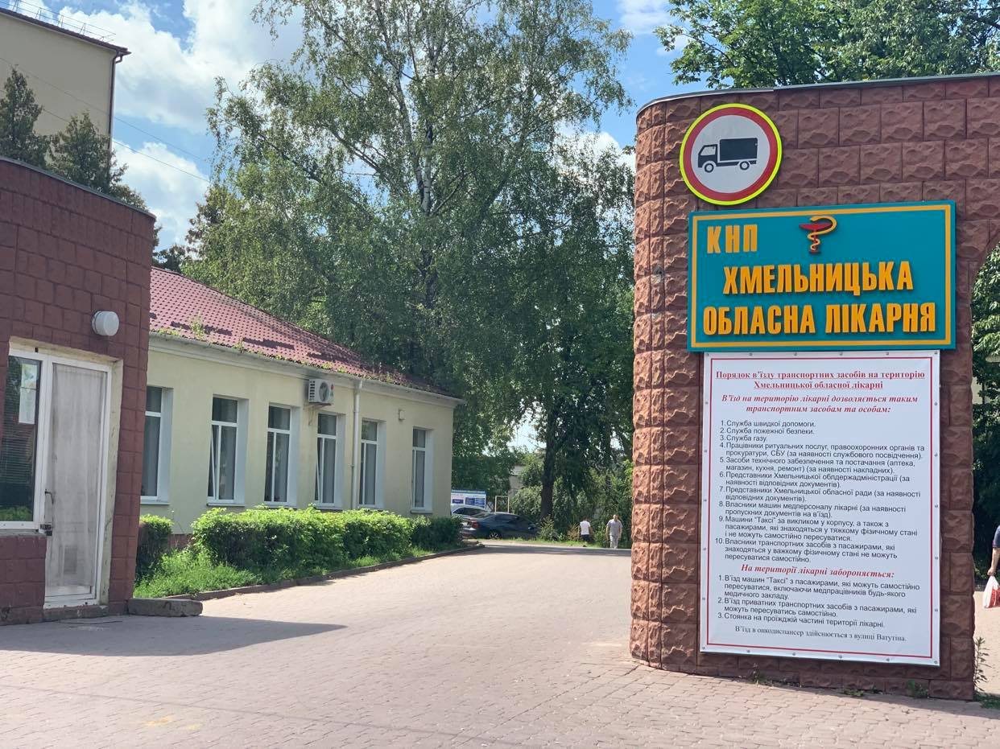 КНП
ХМЕЛЬНИЦЬКА
ОБЛАСНА ЛІКАРНЯ
Порядок в'їзду транспортних засобів на територію
Хмельницької обласної лікарні
В'їзд на територію лікарні дозволяється таким
транспортним засобам та особам:
1. Служба швидкої допомоги.
2. Служба пожежної безпеки.
3. Служба газу.
4. Працівники ритуальних послуг, правоохоронних органів та
прокуратури, СБУ (за наявності службового посвідчення).
5. Засоби технічного забезпечення та постачання (аптека,
магазин, кухня, ремонт) (за наявності накладних).
6. Представники Хмельницької облдержадміністрації (за
наявності відповідних документів).
7. Представники Хмельницької обласної ради (за наявності
відповідних документів).
8. Власники машин медперсоналу лікарні (за наявності
пропускних документів на в'їзд).
9. Машини "Таксі" за викликом у корпусу, а також з
пасажирами, які знаходяться у тяжкому фізичному стані
і не можуть самостійно пересуватися.
10. Власники транспортних засобів з пасажирами, які
знаходяться у важкому фізичному стані не можуть
пересуватися самостійно.
На території лікарні забороняється:
1. В'їзд машин "Таксі" з пасажирами, які можуть самостійно
пересуватися, включаючи медпрацівників будь-якого
медичного закладу.
2. В'їзд приватних транспортних засобів з пасажирами, які
можуть пересуватись самостійно.
3. Стоянка на проїжджій частині території лікарні.
В'їзд в онкодиспансер здійснюється з вулиці Ватутіна.